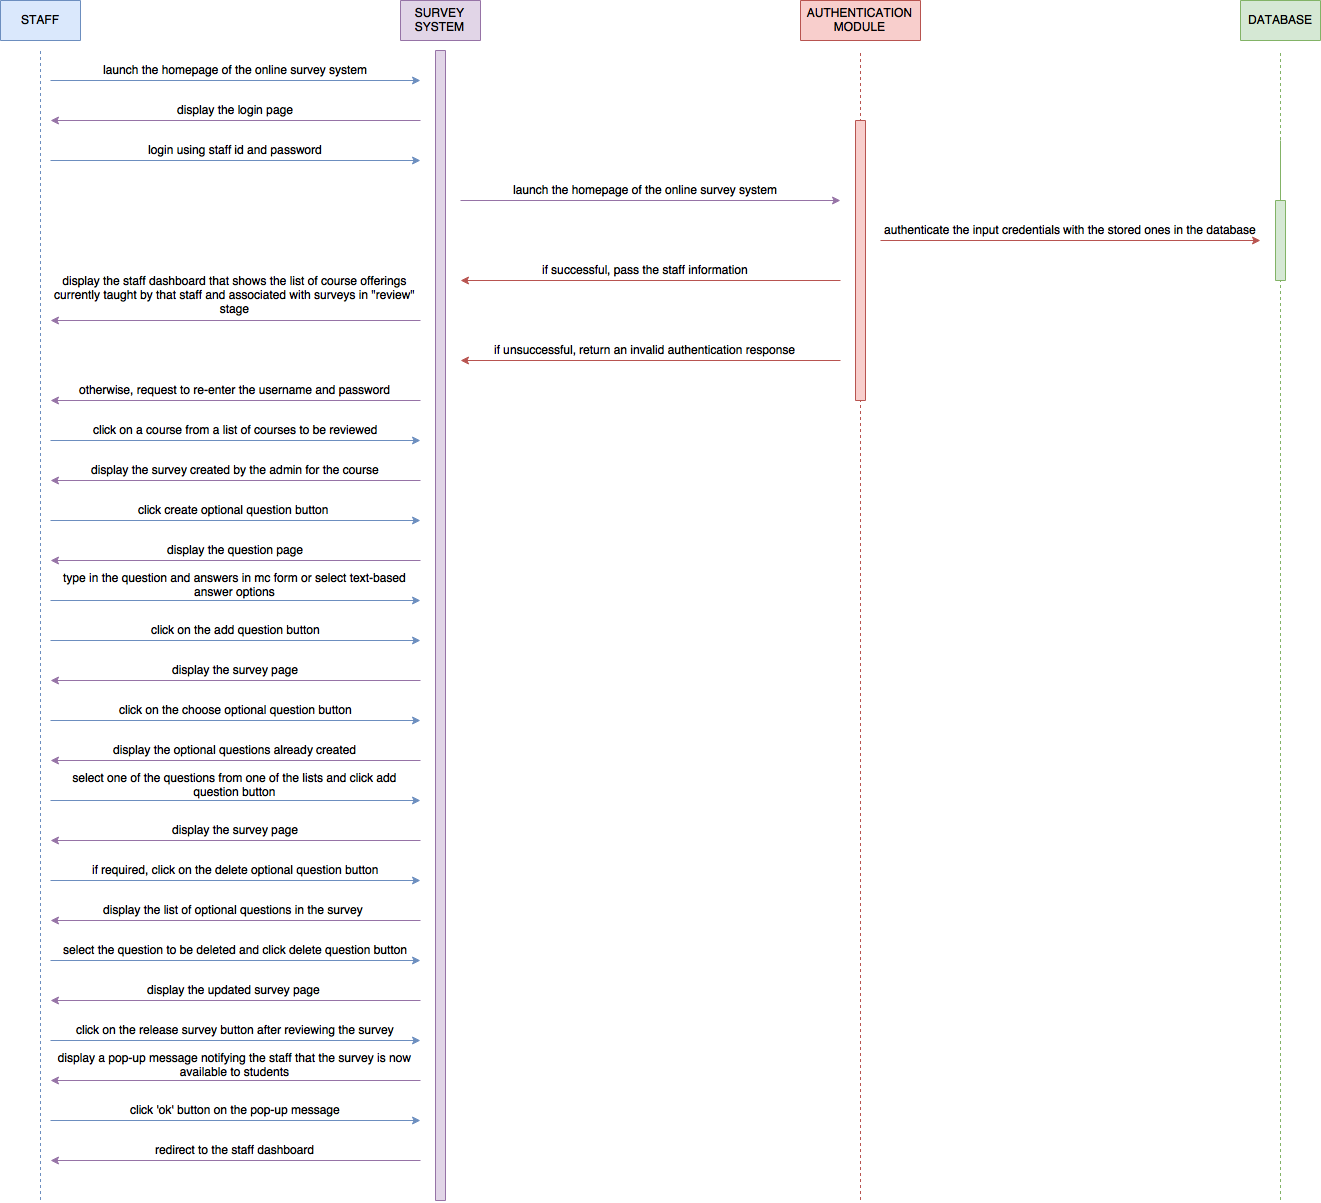 STAFF
SURVEY
SYSTEM
AUTHENTICATION
MODULE
DATABASE
launch the homepage of the online survey system
display the login page
login using staff id and password
launch the homepage of the online survey system
authenticate the input credentials with the stored ones in the database
if successful, pass the staff information
display the staff dashboard that shows the list of course offerings
currently taught by that staff and associated with surveys in "review"
stage
if unsuccessful, return an invalid authentication response
otherwise, request to re-enter the username and password
click on a course from a list of courses to be reviewed
display the survey created by the admin for the course
click create optional question button
display the question page
type in the question and answers in mc form or select text-based
answer options
click on the add question button
display the survey page
click on the choose optional question button
display the optional questions already created
select one of the questions from one of the lists and click add
question button
display the survey page
if required, click on the delete optional question button
display the list of optional questions in the survey
select the question to be deleted and click delete question button
display the updated survey page
click on the release survey button after reviewing the survey
display a pop-up message notifying the staff that the survey is now
available to students
click 'ok' button on the pop-up message
redirect to the staff dashboard